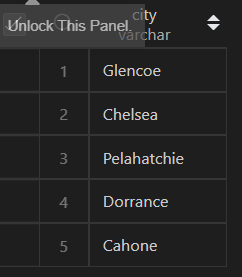 city
Unlock This Panel
varchar
1 Glencoe
2 Chelsea
3 Pelahatchie
4 Dorrance
5 Cahone